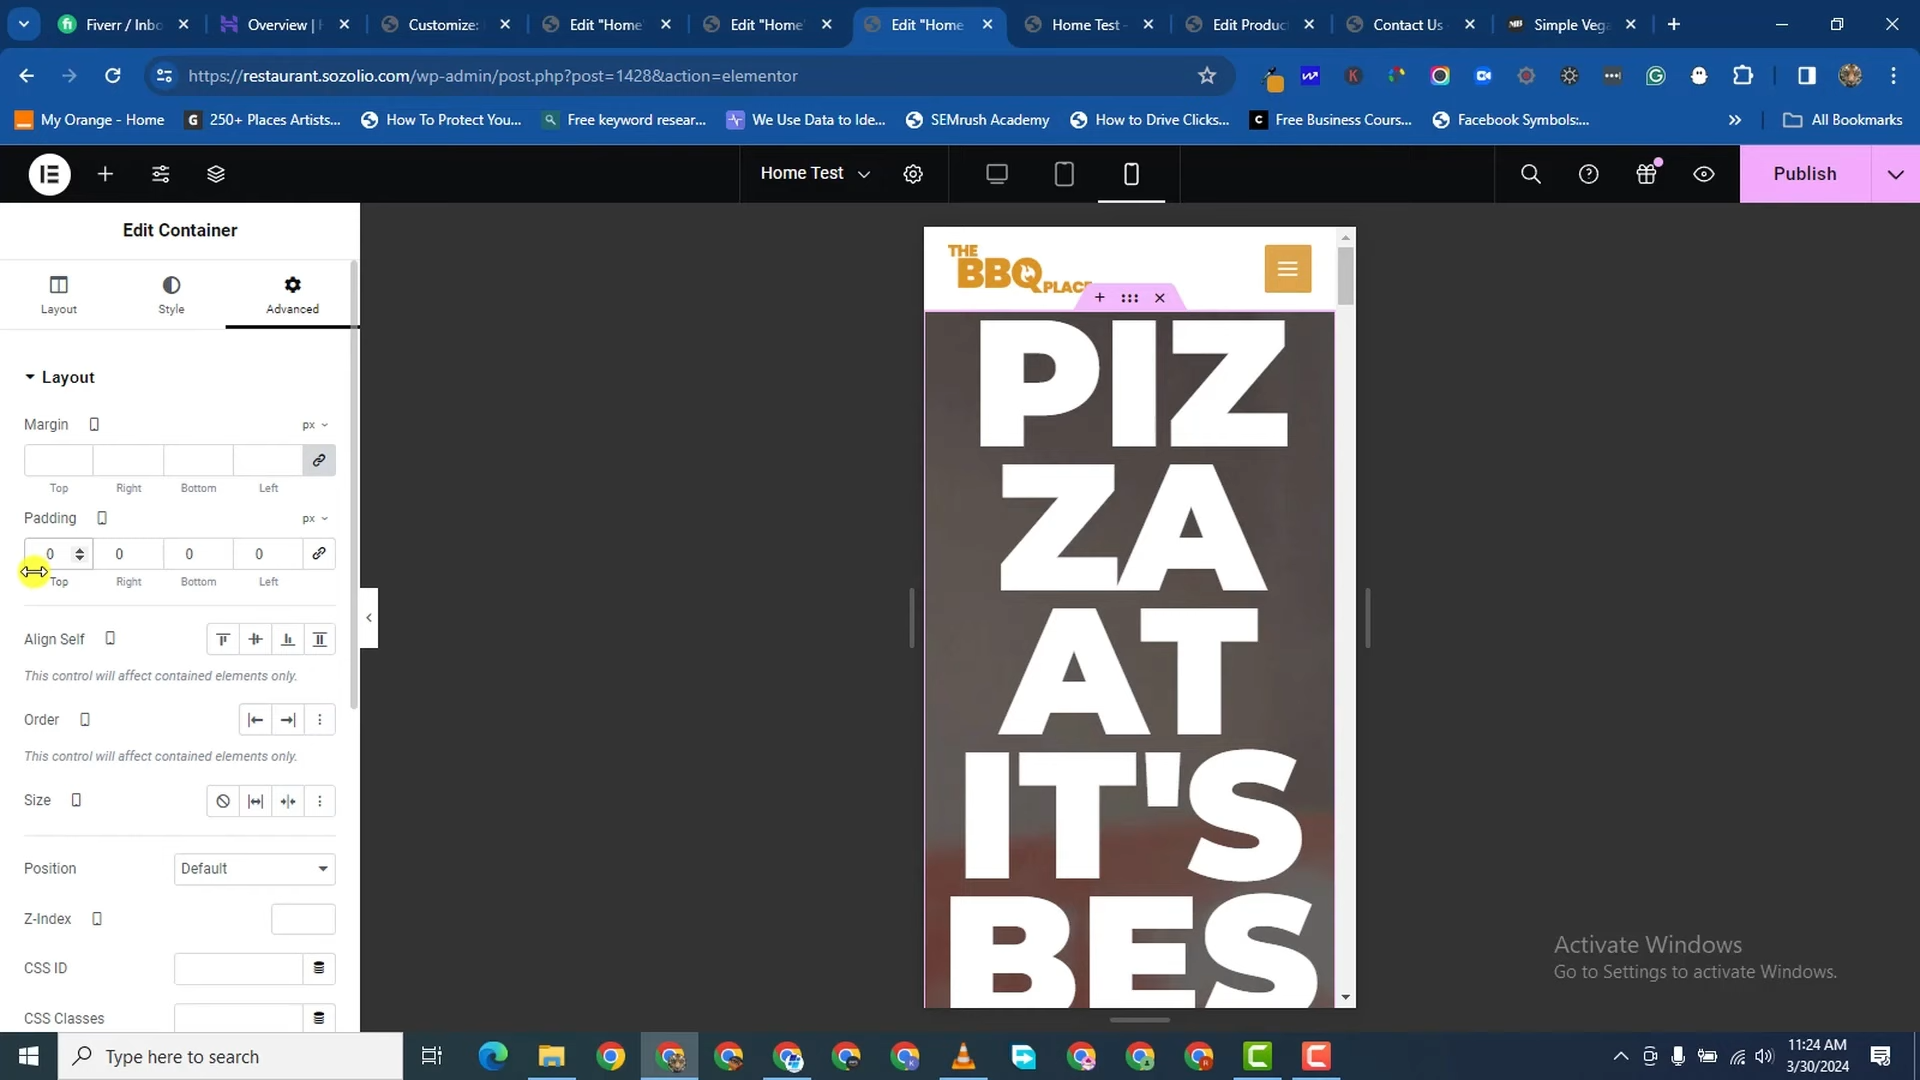 Fiverr / Inbo
Overview |
Customize:
Edit "Home
Edit "Home
Edit "Home
Home Test -
Edit Produc
Contact Us -
Simple Vega
https://restaurant.sozolio.com/wp-admin/post.php?post=1428&action=elementor
My Orange - Home
250+ Places Artists...
How To Protect You...
Free keyword resear...
We Use Data to Ide...
SEMrush Academy
How to Drive Clicks...
Free Business Cours...
Facebook Symbols:...
All Bookmarks
Home Test
Publish
Edit Container
Layout
Style
Advanced
Layout
Margin
px
Top
Right
Bottom
Left
Padding
px
0
0
0
0
Top
Right
Bottom
Left
Align Self
This control will affect contained elements only.
Order
This control will affect contained elements only.
Size
Position
Default
Z-Index
CSS ID
CSS Classes
THE
BBQ PLACE
PIZ
ZA
AT
IT'S
BES
Activate Windows
Go to Settings to activate Windows.
Type here to search
11:24 AM
3/30/2024